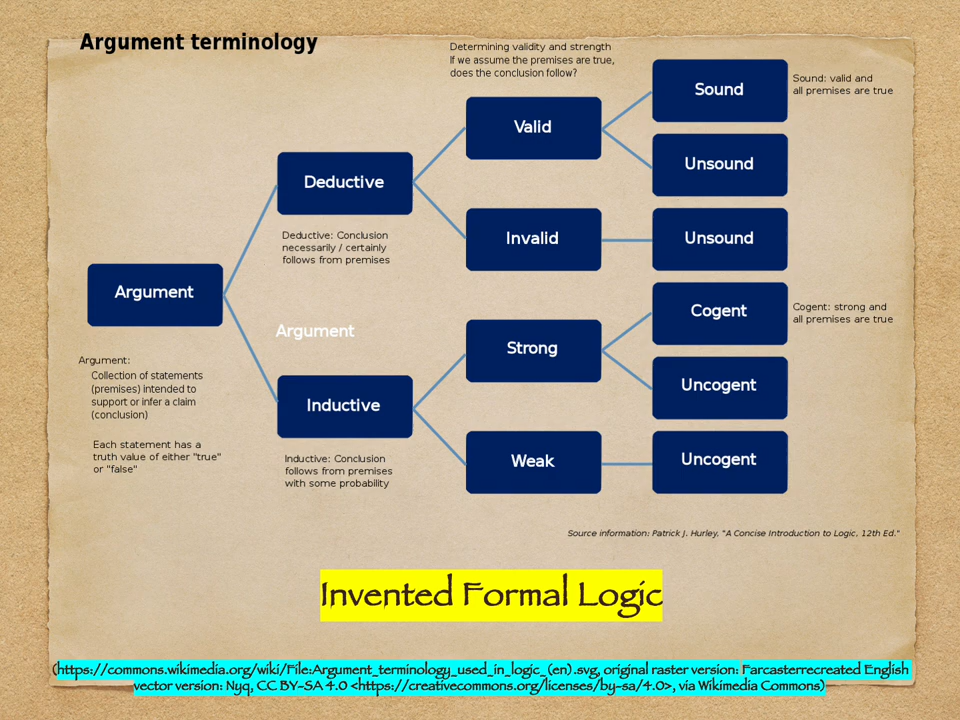 Argument terminology
Determining validity and strength
If we assume the premises are true,
does the conclusion follow?
Sound
Sound: valid and
all premises are true
Valid
Unsound
Deductive
Deductive: Conclusion
necessarily / certainly
follows from premises
Invalid
Unsound
Argument
Argument:
Collection of statements
(premises) intended to
support or infer a claim
(conclusion)
Each statement has a
truth value of either "true"
or "false"
Argument
Cogent
Cogent: strong and
all premises are true
Strong
Uncogent
Inductive
Inductive: Conclusion
follows from premises
with some probability
Weak
Uncogent
Source information: Patrick J. Hurley, "A Concise Introduction to Logic, 12th Ed."
Invented Formal Logic
(https://commons.wikimedia.org/wiki/File:Argument_terminology_used_in_logic_(en).svg, original raster version: Farcasterrecreated English
vector version: Nyq, CC BY-SA 4.0 <https://creativecommons.org/licenses/by-sa/4.0>, via Wikimedia Commons)